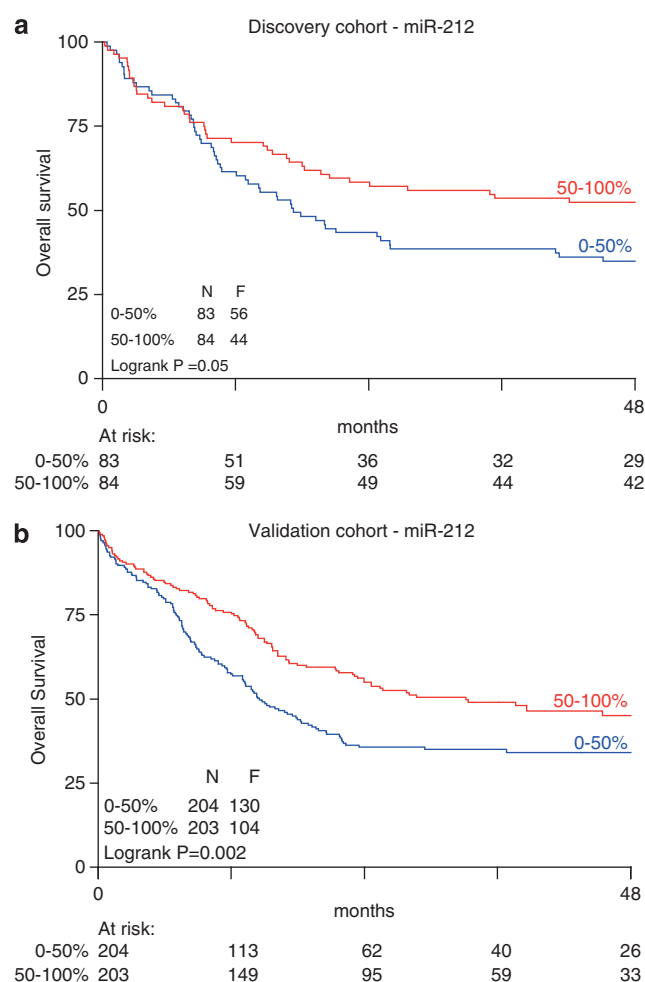 a
Discovery cohort - miR-212
100
75
50
25
0
Overall survival
50-100%
0-50%
N F
0-50% 83 56
50-100% 84 44
Logrank P =0.05
0 48
months
At risk:
0-50% 83 51 36 32 29
50-100% 84 59 49 44 42
b
Validation cohort - miR-212
100
75
50
25
0
Overall Survival
50-100%
0-50%
N F
0-50% 204 130
50-100% 203 104
Logrank P=0.002
0 48
months
At risk:
0-50% 204 113 62 40 26
50-100% 203 149 95 59 33